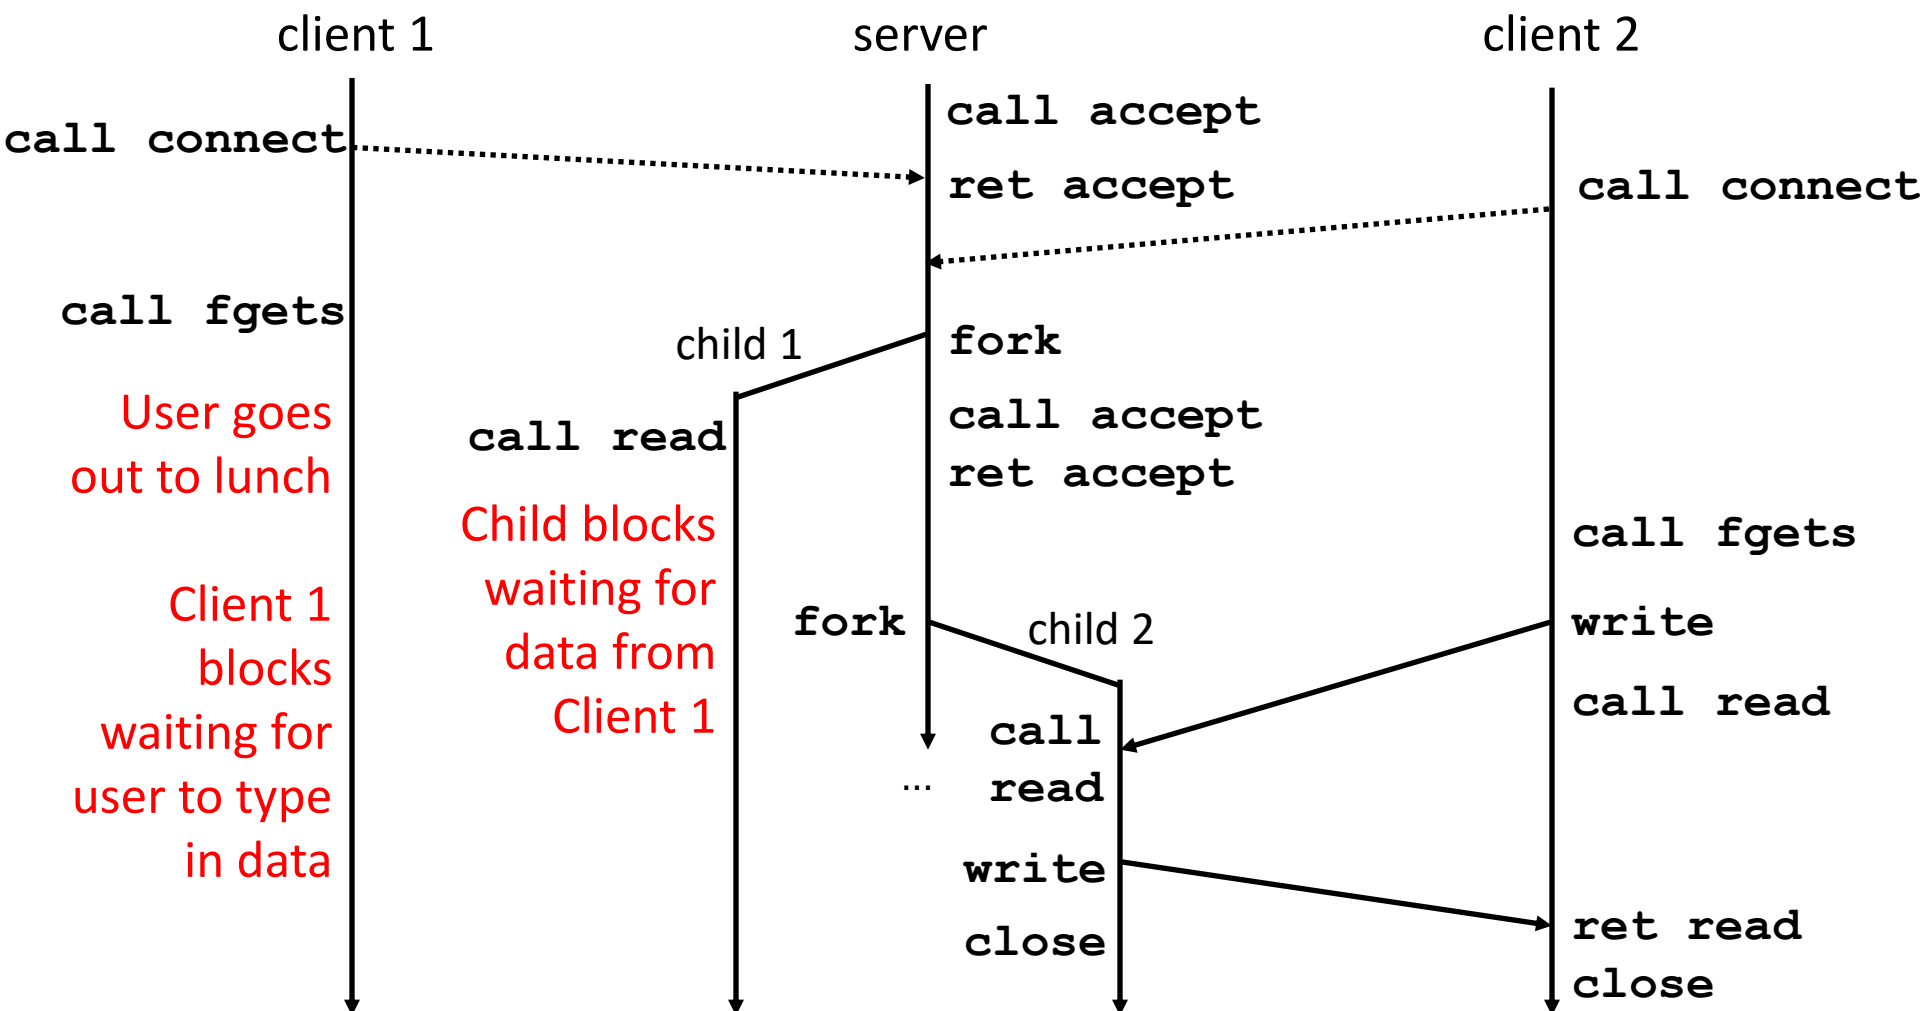 client 1
server
client 2
call connect
call accept
ret accept
call connect
call fgets
child 1
fork
User goes
out to lunch
call read
call accept
ret accept
Child blocks
waiting for
data from
Client 1
call fgets
Client 1
blocks
waiting for
user to type
in data
fork
child 2
write
call read
call
read
...
write
close
ret read
close